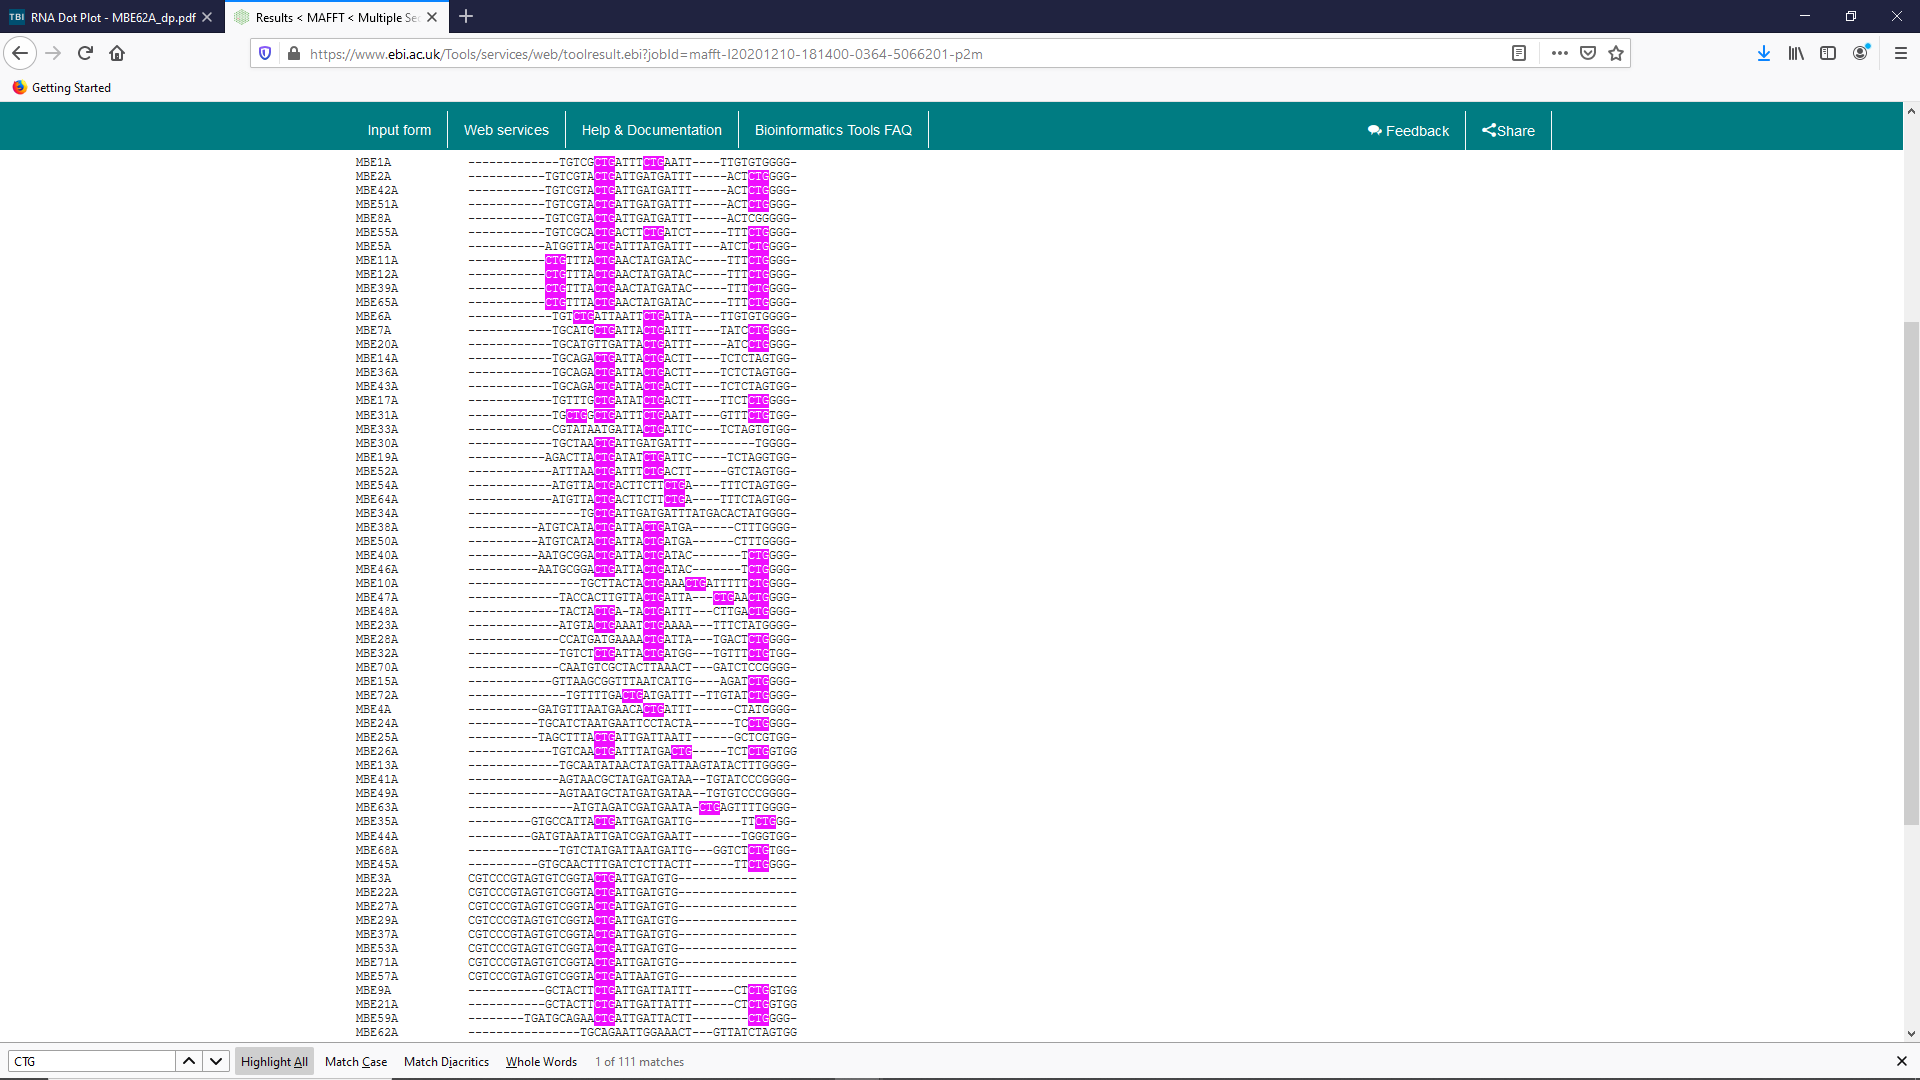 RNA Dot Plot - MBE62A_dp.pdf
Results < MAFFT < Multiple Se
https://www.ebi.ac.uk/Tools/services/web/toolresult.ebi?jobId=mafft-I20201210-181400-0364-5066201-p2m
Getting Started
Input form Web services Help & Documentation Bioinformatics Tools FAQ Feedback Share
MBE1A -------------TGTCGCTGATTTCTGAATT----TTGTGTGGGG-
MBE2A -----------TGTCGTACTGATTGATGATTT-----ACTCTGGGG-
MBE42A -----------TGTCGTACTGATTGATGATTT-----ACTCTGGGG-
MBE51A -----------TGTCGTACTGATTGATGATTT-----ACTCTGGGG-
MBE8A -----------TGTCGTACTGATTGATGATTT-----ACTCGGGGG-
MBE55A -----------TGTCGCACTGACTTCTGATCT-----TTTCTGGGG-
MBE5A -----------ATGGTTACTGATTTATGATTT----ATCTCTGGGG-
MBE11A -----------CTGTTTACTGAACTATGATAC-----TTTCTGGGG-
MBE12A -----------CTGTTTACTGAACTATGATAC-----TTTCTGGGG-
MBE39A -----------CTGTTTACTGAACTATGATAC-----TTTCTGGGG-
MBE65A -----------CTGTTTACTGAACTATGATAC-----TTTCTGGGG-
MBE6A ------------TGTCTGATTAATTCTGATTA----TTGTGTGGGG-
MBE7A ------------TGCATGCTGATTACTGATTT----TATCCTGGGG-
MBE20A ------------TGCATGTTGATTACTGATTT-----ATCCTGGGG-
MBE14A ------------TGCAGACTGATTACTGACTT----TCTCTAGTGG-
MBE36A ------------TGCAGACTGATTACTGACTT----TCTCTAGTGG-
MBE43A ------------TGCAGACTGATTACTGACTT----TCTCTAGTGG-
MBE17A ------------TGTTTGCTGATATCTGACTT----TTCTCTGGGG-
MBE31A ------------TGCTGGCTGATTTCTGAATT----GTTTCTGTGG-
MBE33A ------------CGTATAATGATTACTGATTC----TCTAGTGTGG-
MBE30A ------------TGCTAACTGATTGATGATTT---------TGGGG-
MBE19A -----------AGACTTACTGATATCTGATTC-----TCTAGGTGG-
MBE52A ------------ATTTAACTGATTTCTGACTT-----GTCTAGTGG-
MBE54A ------------ATGTTACTGACTTCTTCTGA----TTTCTAGTGG-
MBE64A ------------ATGTTACTGACTTCTTCTGA----TTTCTAGTGG-
MBE34A ----------------TGCTGATTGATGATTTATGACACTATGGGG-
MBE38A ----------ATGTCATACTGATTACTGATGA------CTTTGGGG-
MBE50A ----------ATGTCATACTGATTACTGATGA------CTTTGGGG-
MBE40A ----------AATGCGGACTGATTACTGATAC-------TCTGGGG-
MBE46A ----------AATGCGGACTGATTACTGATAC-------TCTGGGG-
MBE10A ----------------TGCTTACTACTGAAACTGATTTTTCTGGGG-
MBE47A -------------TACCACTTGTTACTGATTA---CTGAACTGGGG-
MBE48A -------------TACTACTGA-TACTGATTT---CTTGACTGGGG-
MBE23A -------------ATGTACTGAAATCTGAAAA----TTTCTATGGG-
MBE28A -------------CCATGATGAAAACTGATTA---TGACTCTGGGG-
MBE32A -------------TGTCTCTGATTACTGATGG---TGTTTCTGTGG-
MBE70A -------------CAATGTCGCTACTTAAACT---GATCTCCGGGG-
MBE15A ------------GTTAAGCGGTTTAATCATTG----AGATCTGGGG-
MBE72A --------------TGTTTTGACTGATGATTT--TTGTATCTGGGG-
MBE4A ----------GATGTTTAATGAACACTGATTT------CTATGGGG-
MBE24A ----------TGCATCTAATGAATTCCTACTA------TCCTGGGG-
MBE25A ----------TAGCTTTACTGATTGATTAATT------GCTCGTGG-
MBE26A ------------TGTCAACTGATTTATGACTG-----TCTCTGGTGG
MBE13A -------------TGCAATATAACTATGATTAAGTATACTTTGGGG-
MBE41A -------------AGTAACGCTATGATGATAA--TGTATCCCGGGG-
MBE49A -------------AGTAATGCTATGATGATAA--TGTGTCCCGGGG-
MBE63A ---------------ATGTAGATCGATGAATA-CTGAGTTTTGGGG-
MBE35A ---------GTGCCATTACTGATTGATGATTG-------TTCTGGG-
MBE44A ---------GATGTAATATTGATCGATGAATT-------TGGGTGG-
MBE68A -------------TGTCTATGATTAATGATTG---GGTCTCTGTGG-
MBE45A ----------GTGCAACTTTGATCTCTTACTT------TTCTGGGG-
MBE3A CGTCCCGTAGTGTCGGTACTGATTGATGTG-----------------
MBE22A CGTCCCGTAGTGTCGGTACTGATTGATGTG-----------------
MBE27A CGTCCCGTAGTGTCGGTACTGATTGATGTG-----------------
MBE29A CGTCCCGTAGTGTCGGTACTGATTGATGTG-----------------
MBE37A CGTCCCGTAGTGTCGGTACTGATTGATGTG-----------------
MBE53A CGTCCCGTAGTGTCGGTACTGATTGATGTG-----------------
MBE71A CGTCCCGTAGTGTCGGTACTGATTGATGTG-----------------
MBE57A CGTCCCGTAGTGTCGGTACTGATTAATGTG-----------------
MBE9A -----------GCTACTTCTGATTGATTATTT------CTCTGGTGG
MBE21A -----------GCTACTTCTGATTGATTATTT------CTCTGGTGG
MBE59A --------TGATGCAGAACTGATTGATTACTT--------CTGGGG-
MBE62A ----------------TGCAGAATTGGAAACT---GTTATCTAGTGG
CTG Highlight All Match Case Match Diacritics Whole Words 1 of 111 matches